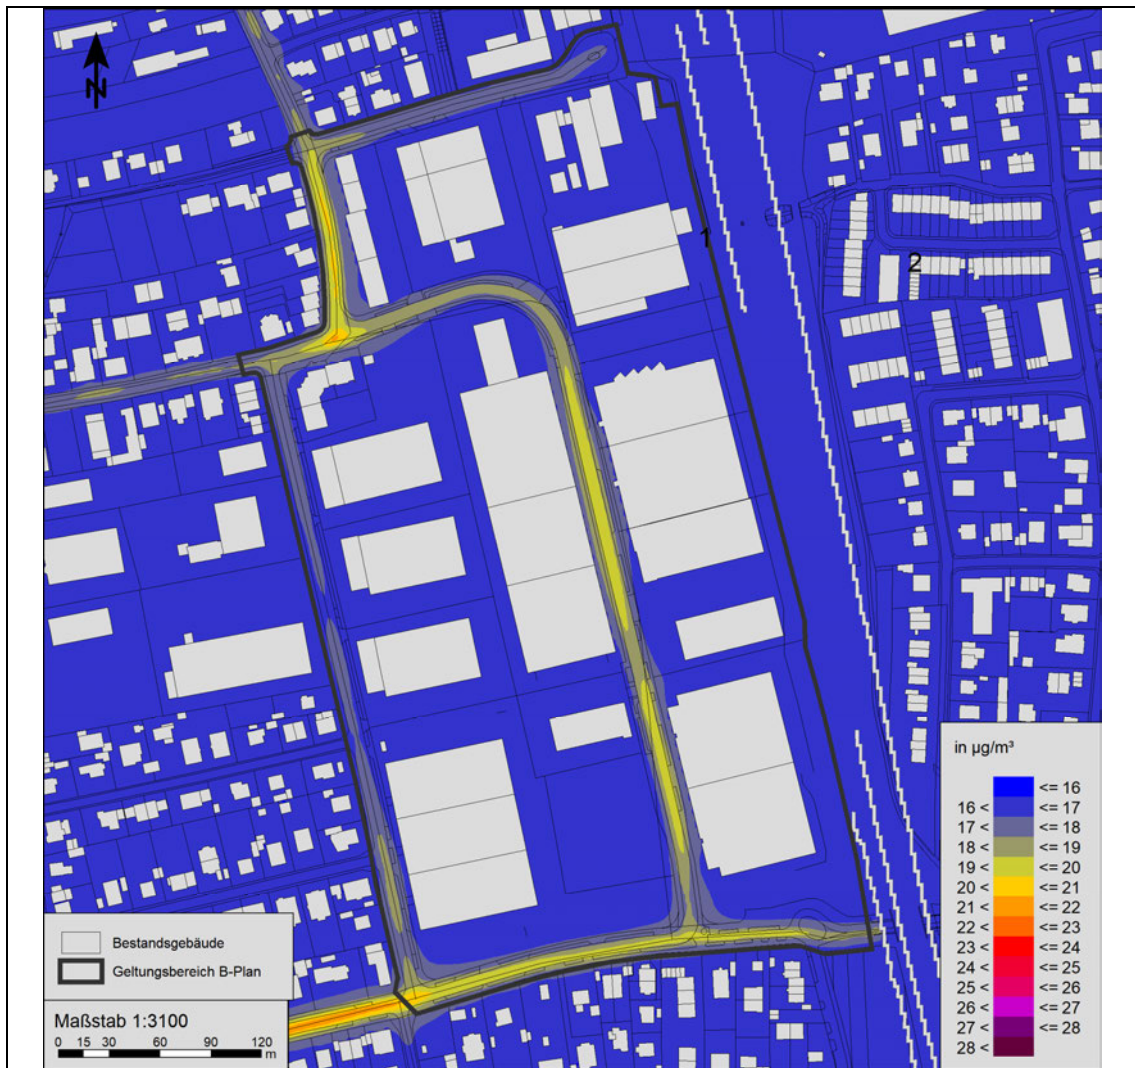 N
1
2
in µg/m³
<= 16
16 < <= 17
17 < <= 18
18 < <= 19
19 < <= 20
20 < <= 21
21 < <= 22
22 < <= 23
23 < <= 24
24 < <= 25
25 < <= 26
26 < <= 27
27 < <= 28
28 <
Bestandsgebäude
Geltungsbereich B-Plan
Maßstab 1:3100
0 15 30 60 90 120
m